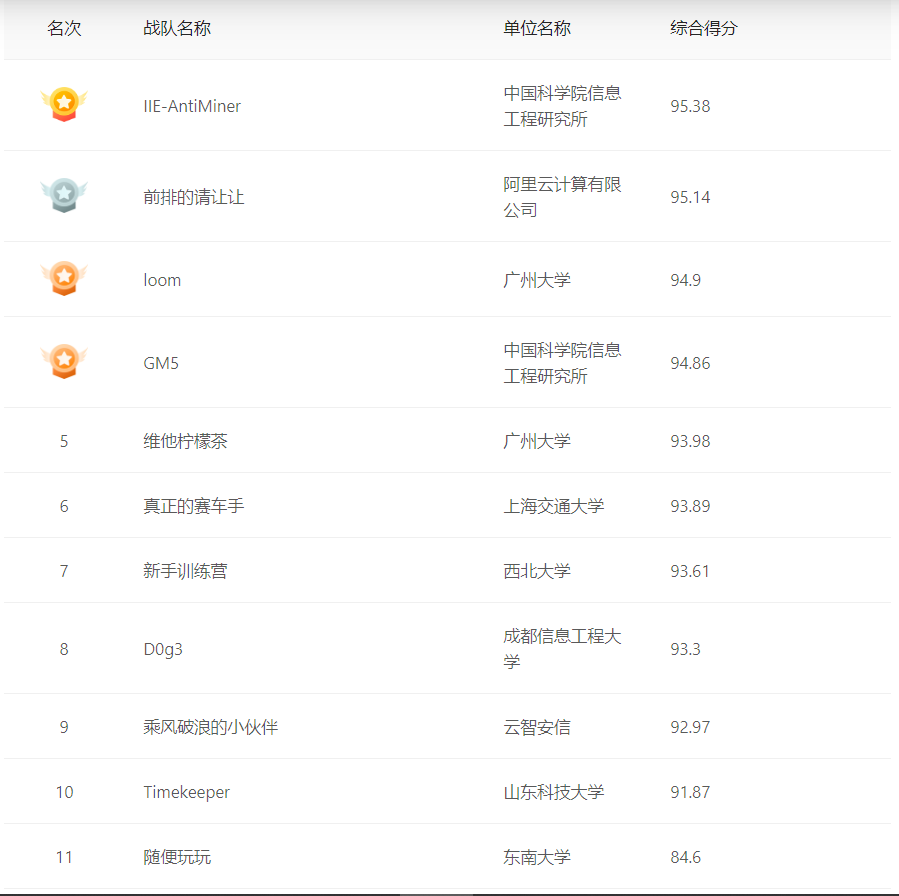 名次 战队名称 单位名称 综合得分
IIE-AntiMiner 中国科学院信息 95.38
工程研究所
前排的请让让 阿里云计算有限 95.14
公司
loom 广州大学 94.9
GM5 中国科学院信息 94.86
工程研究所
5 维他柠檬茶 广州大学 93.98
6 真正的赛车手 上海交通大学 93.89
7 新手训练营 西北大学 93.61
8 D0g3 成都信息工程大 93.3
学
9 乘风破浪的小伙伴 云智安信 92.97
10 Timekeeper 山东科技大学 91.87
11 随便玩玩 东南大学 84.6